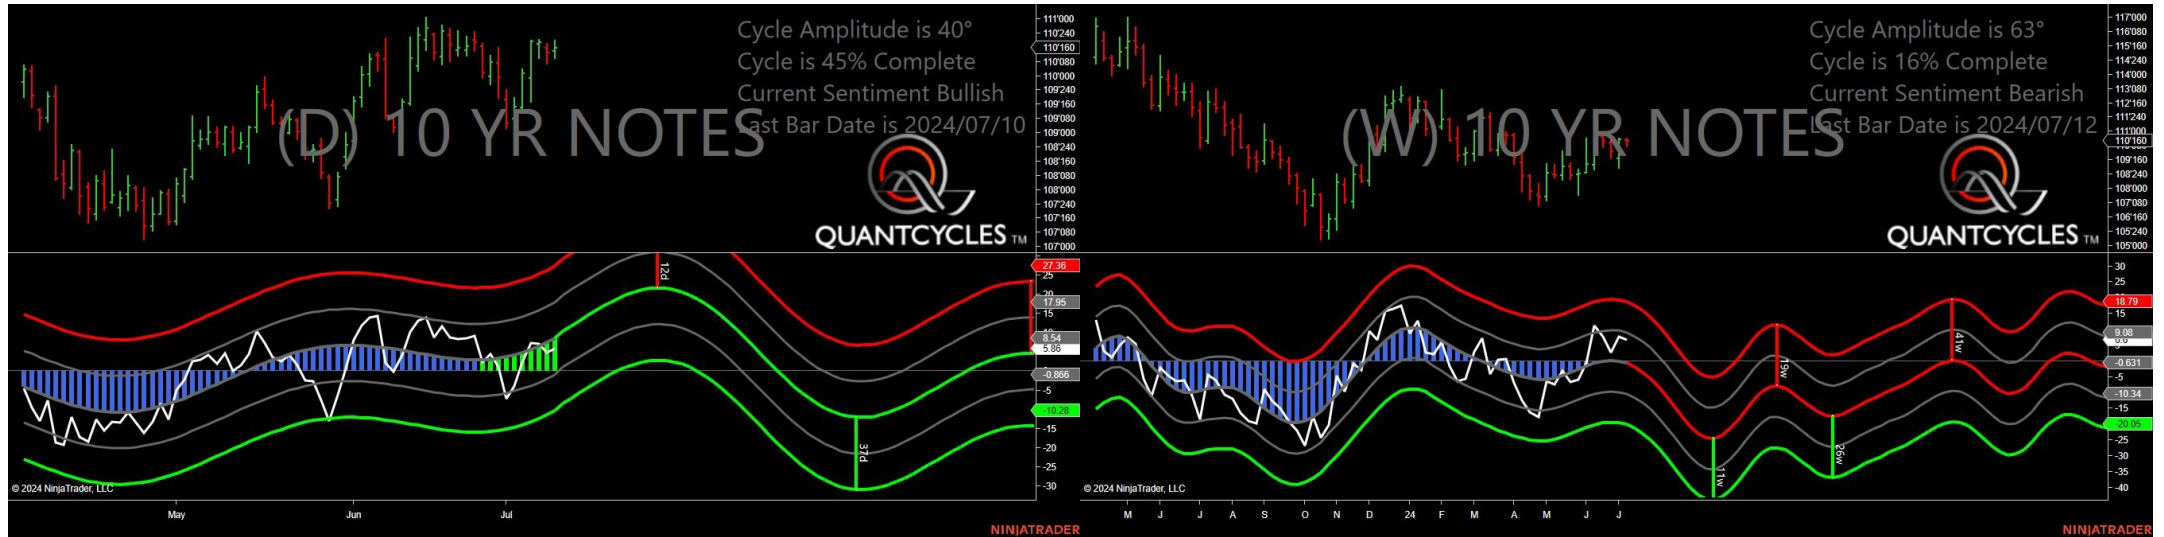 Cycle Amplitude is 40°
Cycle is 45% Complete
Current Sentiment Bullish
Last Bar Date is 2024/07/10
(D) 10 YR NOTES
QUANTCYCLES TM
111'000
110'240
110'160
110'080
110'000
109'240
109'160
109'080
109'000
108'240
108'160
108'080
108'000
107'240
107'160
107'080
107'000
12d
37d
27.36
25
20
17.95
15
8.54
5.86
-0.866
-5
-10.28
-15
-20
-25
-30
© 2024 NinjaTrader, LLC
May
Jun
Jul
NINJATRADER
Cycle Amplitude is 63°
Cycle is 16% Complete
Current Sentiment Bearish
Last Bar Date is 2024/07/12
(W) 10 YR NOTES
QUANTCYCLES TM
117'000
116'080
115'160
114'240
114'000
113'080
112'160
111'240
111'000
110'160
109'160
108'240
108'000
107'080
106'160
105'240
105'000
11w
19w
26w
41w
30
25
18.79
15
9.08
6.6
-0.631
-5
-10.34
-15
-20.05
-25
-30
-35
-40
© 2024 NinjaTrader, LLC
M
J
J
A
S
O
N
D
24
F
M
A
M
J
J
NINJATRADER